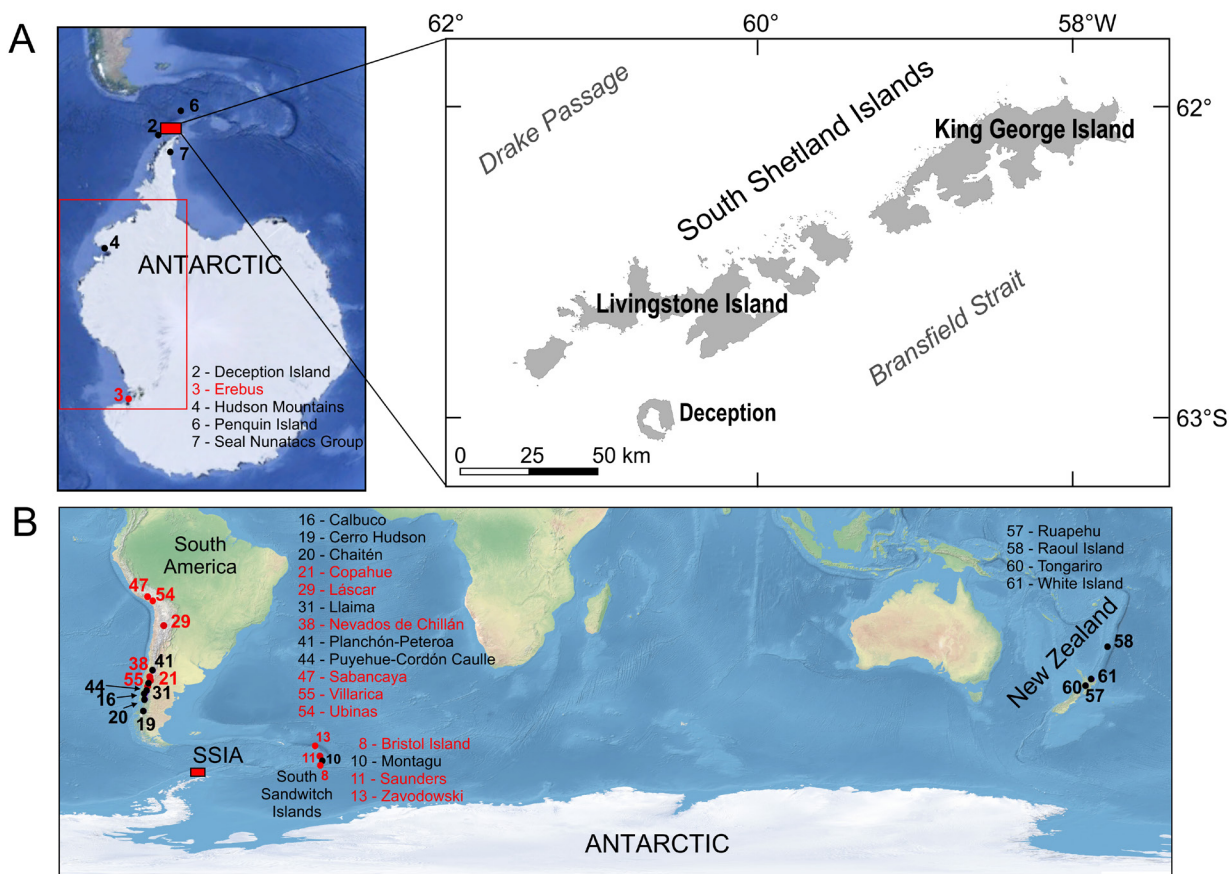 A
62°
60°
58°W
6
2
7
4
ANTARCTIC
3
2 - Deception Island
3 - Erebus
4 - Hudson Mountains
6 - Penquin Island
7 - Seal Nunatacs Group
Drake Passage
South Shetland Islands
King George Island
62°
Livingstone Island
Bransfield Strait
Deception
63°S
0 25 50 km
B
South
America
47
54
29
38
41
55
21
44
31
16
20
19
SSIA
16 - Calbuco
19 - Cerro Hudson
20 - Chaitén
21 - Copahue
29 - Láscar
31 - Llaima
38 - Nevados de Chillán
41 - Planchón-Peteroa
44 - Puyehue-Cordón Caulle
47 - Sabancaya
55 - Villarica
54 - Ubinas
13
11
10
8
South
Sandwitch
Islands
8 - Bristol Island
10 - Montagu
11 - Saunders
13 - Zavodowski
57 - Ruapehu
58 - Raoul Island
60 - Tongariro
61 - White Island
New Zealand
58
61
60
57
ANTARCTIC